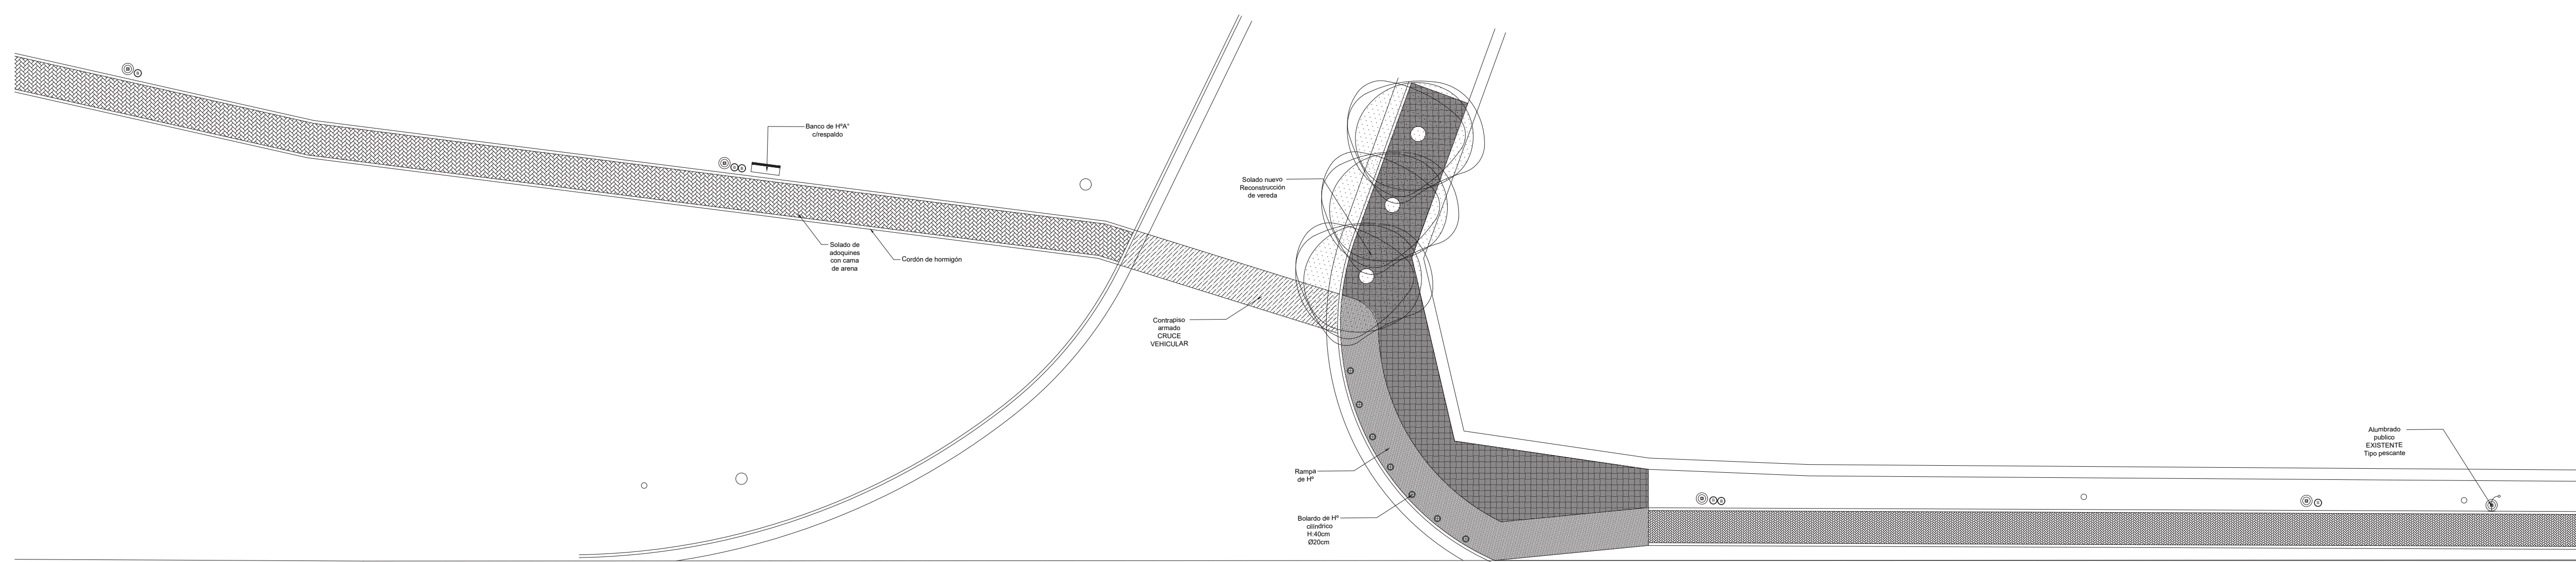 Banco de HºA°
c/respaldo
Solado de
adoquines
con cama
de arena
Cordón de hormigón
Contrapiso
armado
CRUCE
VEHICULAR
Solado nuevo
Reconstrucción
de vereda
Rampa
de Hº
Bolardo de Hº
cilíndrico
H:40cm
Ø20cm
Alumbrado
publico
EXISTENTE
Tipo pescante